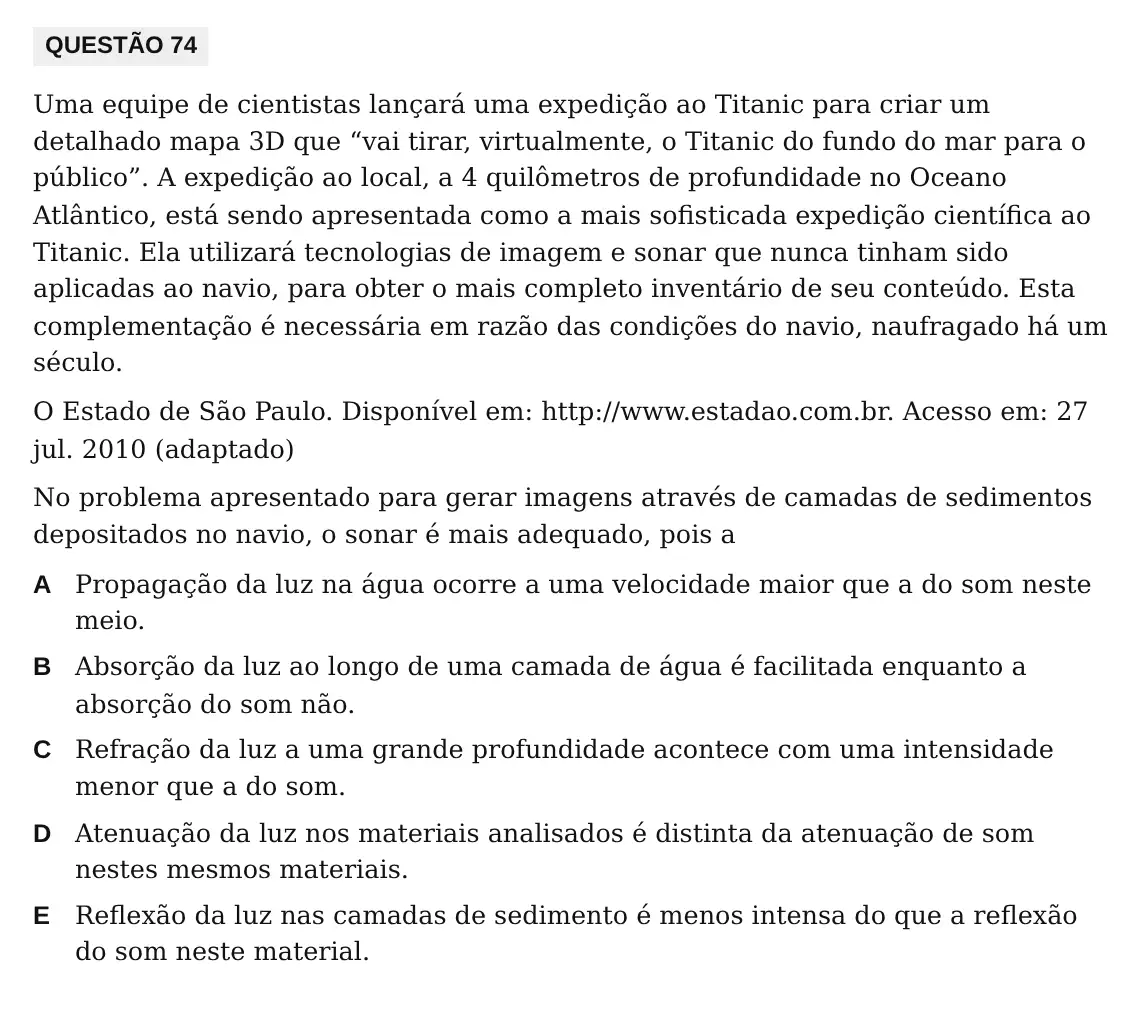 QUESTÃO 74
Uma equipe de cientistas lançará uma expedição ao Titanic para criar um
detalhado mapa 3D que “vai tirar, virtualmente, o Titanic do fundo do mar para o
público”. A expedição ao local, a 4 quilômetros de profundidade no Oceano
Atlântico, está sendo apresentada como a mais sofisticada expedição científica ao
Titanic. Ela utilizará tecnologias de imagem e sonar que nunca tinham sido
aplicadas ao navio, para obter o mais completo inventário de seu conteúdo. Esta
complementação é necessária em razão das condições do navio, naufragado há um
século.
O Estado de São Paulo. Disponível em: http://www.estadao.com.br. Acesso em: 27
jul. 2010 (adaptado)
No problema apresentado para gerar imagens através de camadas de sedimentos
depositados no navio, o sonar é mais adequado, pois a
A Propagação da luz na água ocorre a uma velocidade maior que a do som neste
meio.
B Absorção da luz ao longo de uma camada de água é facilitada enquanto a
absorção do som não.
C Refração da luz a uma grande profundidade acontece com uma intensidade
menor que a do som.
D Atenuação da luz nos materiais analisados é distinta da atenuação de som
nestes mesmos materiais.
E Reflexão da luz nas camadas de sedimento é menos intensa do que a reflexão
do som neste material.